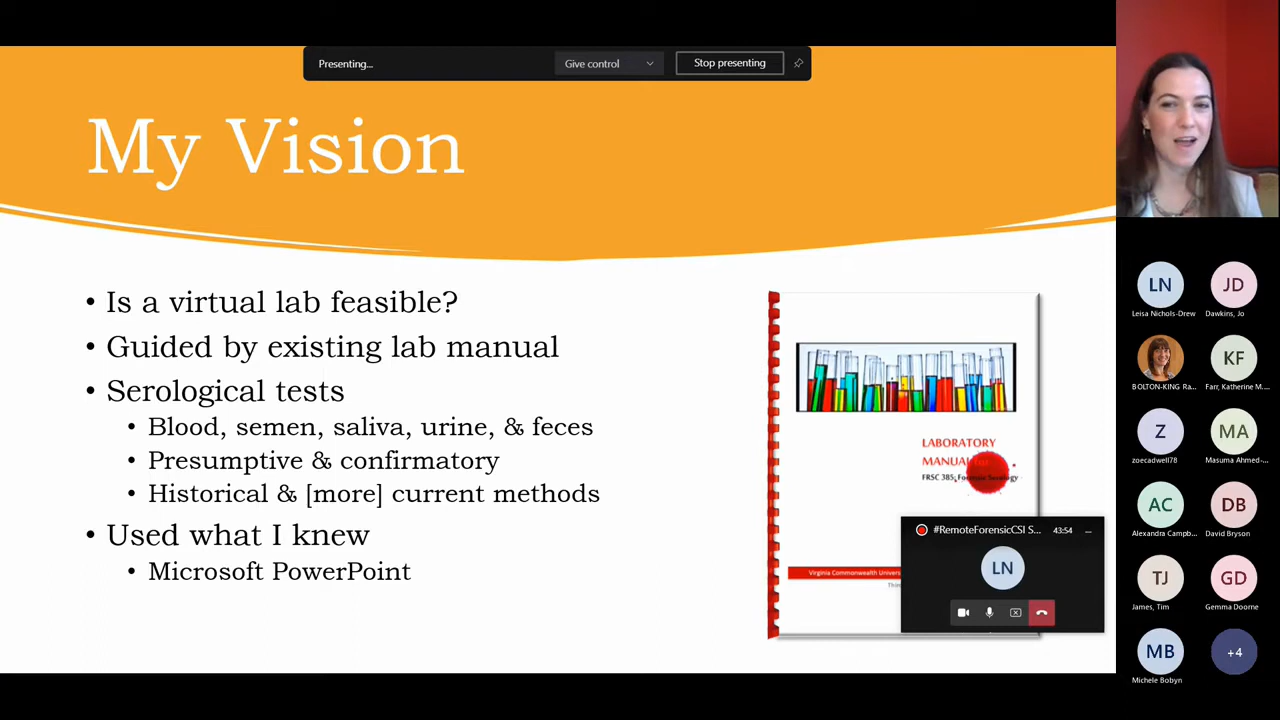 Presenting...
Give control
Stop presenting
My Vision
• Is a virtual lab feasible?
• Guided by existing lab manual
• Serological tests
• Blood, semen, saliva, urine, & feces
• Presumptive & confirmatory
• Historical & [more] current methods
• Used what I knew
• Microsoft PowerPoint
LABORATORY
MANUAL
FRSC 385: Forensic Serology
Virginia Commonwealth
#RemoteForensicCSI S...
43:54
LN
LN
Leisa Nichols-Drew
JD
Dawkins, Jo
BOLTON-KING Ra...
KF
Farr, Katherine M...
Z
zoecadwell78
MA
Masuma Ahmed-...
AC
Alexandra Campb...
DB
David Bryson
TJ
James, Tim
GD
Gemma Doorne
MB
Michele Bobyn
+4